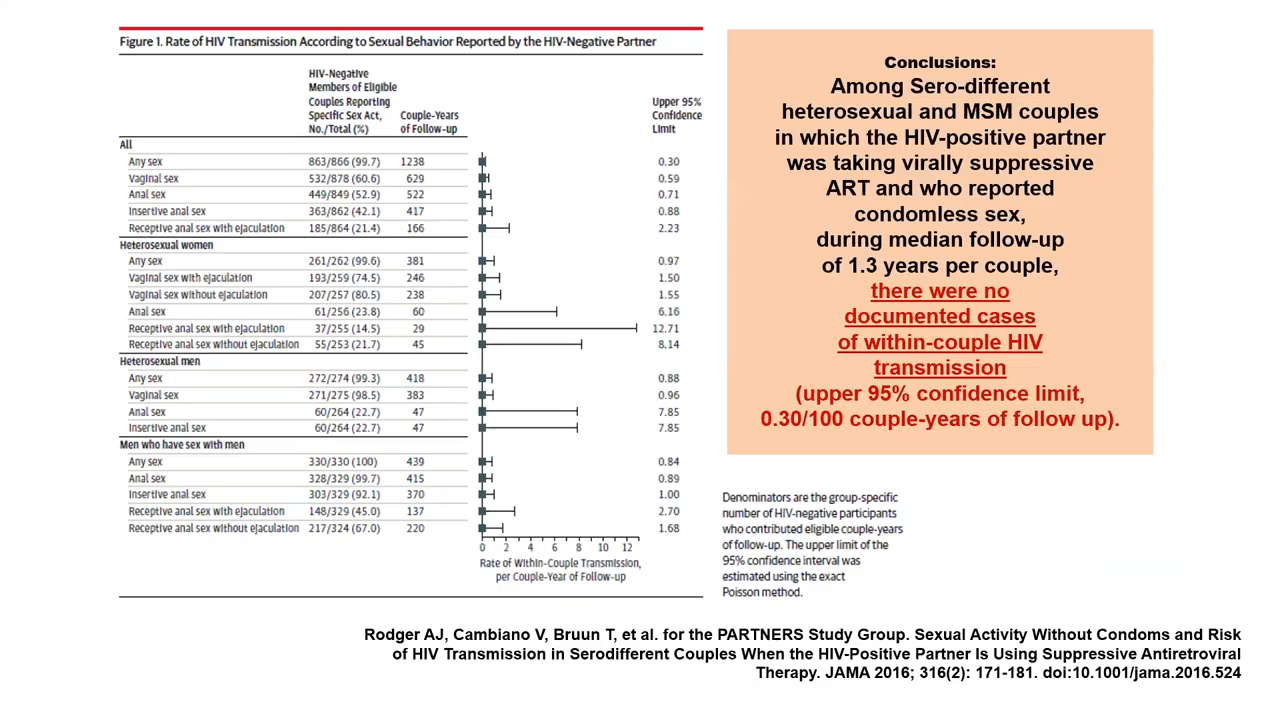 Figure 1. Rate of HIV Transmission According to Sexual Behavior Reported by the HIV-Negative Partner
HIV-Negative
Members of Eligible
Couples Reporting
Specific Sex Act,
No./Total (%)
Couple-Years
of Follow-up
Upper 95%
Confidence
Limit
All
Any sex 863/866 (99.7) 1238 0.30
Vaginal sex 532/878 (60.6) 629 0.59
Anal sex 449/849 (52.9) 522 0.71
Insertive anal sex 363/862 (42.1) 417 0.88
Receptive anal sex with ejaculation 185/864 (21.4) 166 2.23
Heterosexual women
Any sex 261/262 (99.6) 381 0.97
Vaginal sex with ejaculation 193/259 (74.5) 246 1.50
Vaginal sex without ejaculation 207/257 (80.5) 238 1.55
Anal sex 61/256 (23.8) 60 6.16
Receptive anal sex with ejaculation 37/255 (14.5) 29 12.71
Receptive anal sex without ejaculation 55/253 (21.7) 45 8.14
Heterosexual men
Any sex 272/274 (99.3) 418 0.88
Vaginal sex 271/275 (98.5) 383 0.96
Anal sex 60/264 (22.7) 47 7.85
Insertive anal sex 60/264 (22.7) 47 7.85
Men who have sex with men
Any sex 330/330 (100) 439 0.84
Anal sex 328/329 (99.7) 415 0.89
Insertive anal sex 303/329 (92.1) 370 1.00
Receptive anal sex with ejaculation 148/329 (45.0) 137 2.70
Receptive anal sex without ejaculation 217/324 (67.0) 220 1.68
0 2 4 6 8 10 12
Rate of Within-Couple Transmission,
per Couple-Year of Follow-up
Conclusions:
Among Sero-different
heterosexual and MSM couples
in which the HIV-positive partner
was taking virally suppressive
ART and who reported
condomless sex,
during median follow-up
of 1.3 years per couple,
there were no
documented cases
of within-couple HIV
transmission
(upper 95% confidence limit,
0.30/100 couple-years of follow up).
Denominators are the group-specific
number of HIV-negative participants
who contributed eligible couple-years
of follow-up. The upper limit of the
95% confidence interval was
estimated using the exact
Poisson method.
Rodger AJ, Cambiano V, Bruun T, et al. for the PARTNERS Study Group. Sexual Activity Without Condoms and Risk
of HIV Transmission in Serodifferent Couples When the HIV-Positive Partner Is Using Suppressive Antiretroviral
Therapy. JAMA 2016; 316(2): 171-181. doi:10.1001/jama.2016.524